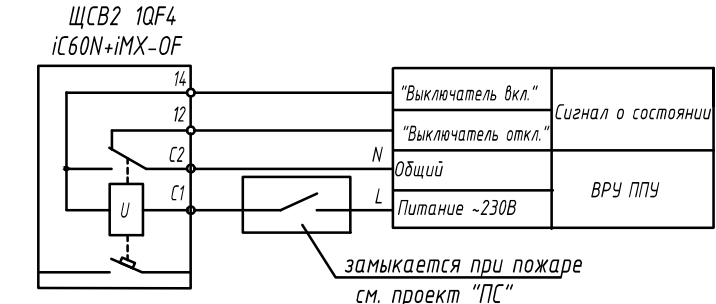 ЩСВ2 1QF4
iC60N+iMX-OF
14
"Выключатель вкл."
Сигнал о состоянии
12
"Выключатель откл."
C2
N
Общий
ВРУ ППУ
C1
L
Питание ~230В
U
замыкается при пожаре
см. проект "ПС"